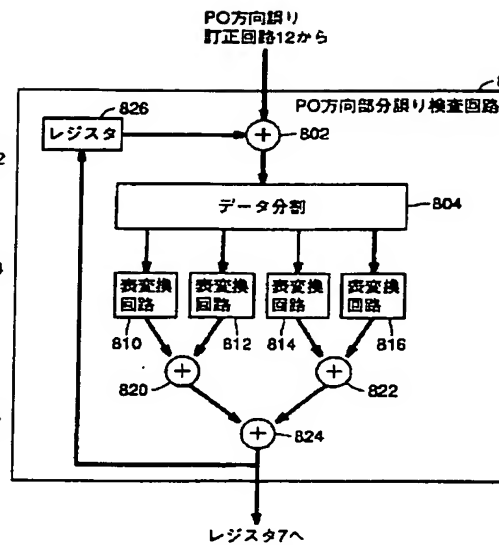 PO方向誤り
訂正回路12から
8
826
PO方向部分誤り検査回路
レジスタ
+
802
データ分割
804
表変換
回路
表変換
回路
表変換
回路
表変換
回路
810
812
814
816
+
820
+
822
+
824
レジスタ7へ